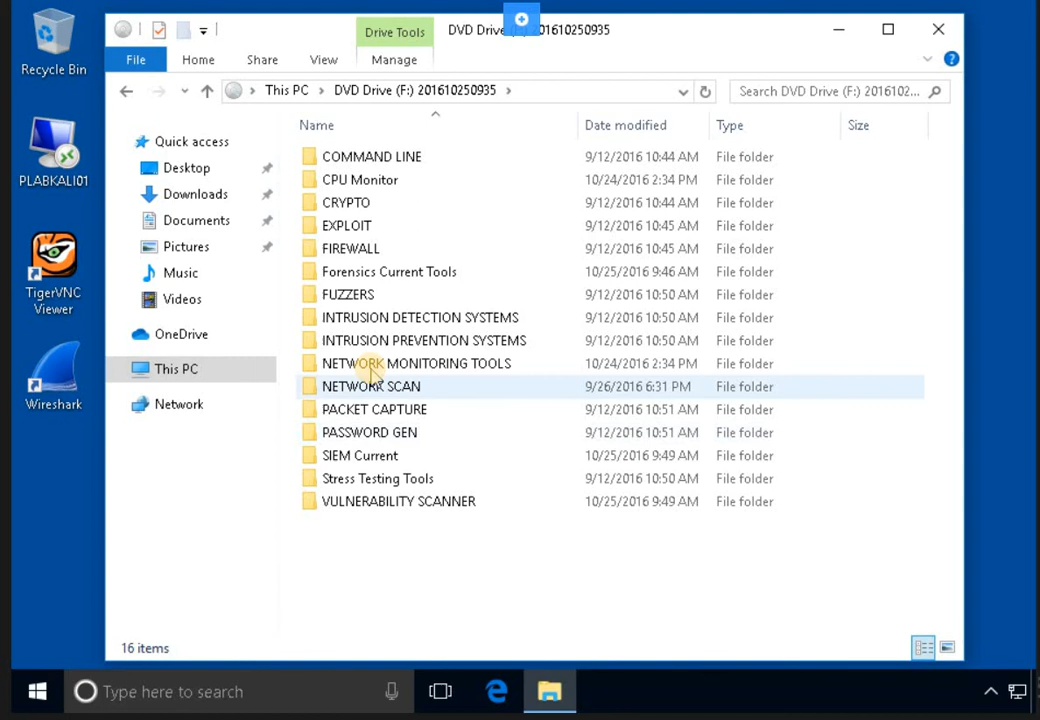 Recycle Bin
PLABKALI01
TigerVNC
Viewer
Wireshark
Drive Tools
File
Home
Share
View
Manage
This PC
DVD Drive (F:) 201610250935
Search DVD Drive (F:) 2016102...
Quick access
Desktop
Downloads
Documents
Pictures
Music
Videos
OneDrive
This PC
Network
Name Date modified Type Size
COMMAND LINE 9/12/2016 10:44 AM File folder
CPU Monitor 10/24/2016 2:34 PM File folder
CRYPTO 9/12/2016 10:44 AM File folder
EXPLOIT 9/12/2016 10:45 AM File folder
FIREWALL 9/12/2016 10:45 AM File folder
Forensics Current Tools 10/25/2016 9:46 AM File folder
FUZZERS 9/12/2016 10:50 AM File folder
INTRUSION DETECTION SYSTEMS 9/12/2016 10:50 AM File folder
INTRUSION PREVENTION SYSTEMS 9/12/2016 10:50 AM File folder
NETWORK MONITORING TOOLS 10/24/2016 2:34 PM File folder
NETWORK SCAN 9/26/2016 6:31 PM File folder
PACKET CAPTURE 9/12/2016 10:51 AM File folder
PASSWORD GEN 9/12/2016 10:51 AM File folder
SIEM Current 10/25/2016 9:49 AM File folder
Stress Testing Tools 9/12/2016 10:50 AM File folder
VULNERABILITY SCANNER 10/25/2016 9:49 AM File folder
16 items
Type here to search